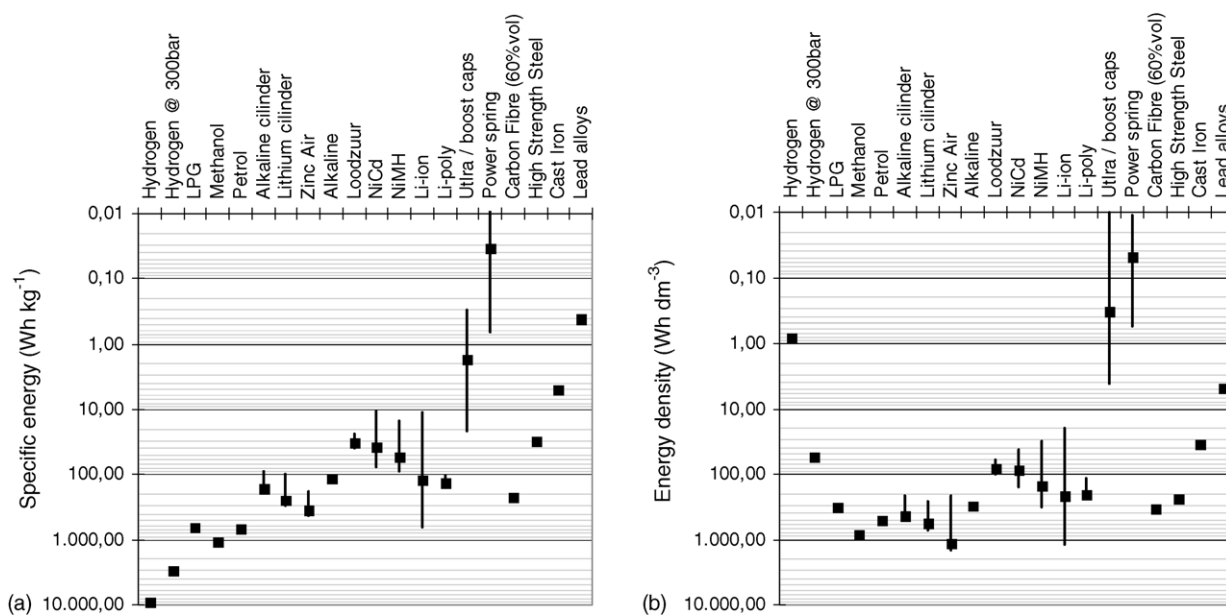 Hydrogen
Hydrogen @ 300bar
LPG
Methanol
Petrol
Alkaline cilinder
Lithium cilinder
Zinc Air
Alkaline
Loodzuur
NiCd
NiMH
Li-ion
Li-poly
Utlra / boost caps
Power spring
Carbon Fibre (60%vol)
High Strength Steel
Cast Iron
Lead alloys
0,01
0,10
1,00
10,00
100,00
1.000,00
10.000,00
Specific energy (Wh kg⁻¹)
(a)
Hydrogen
Hydrogen @ 300bar
LPG
Methanol
Petrol
Alkaline cilinder
Lithium cilinder
Zinc Air
Alkaline
Loodzuur
NiCd
NiMH
Li-ion
Li-poly
Utlra / boost caps
Power spring
Carbon Fibre (60%vol)
High Strength Steel
Cast Iron
Lead alloys
0,01
0,10
1,00
10,00
100,00
1.000,00
10.000,00
Energy density (Wh dm⁻³)
(b)